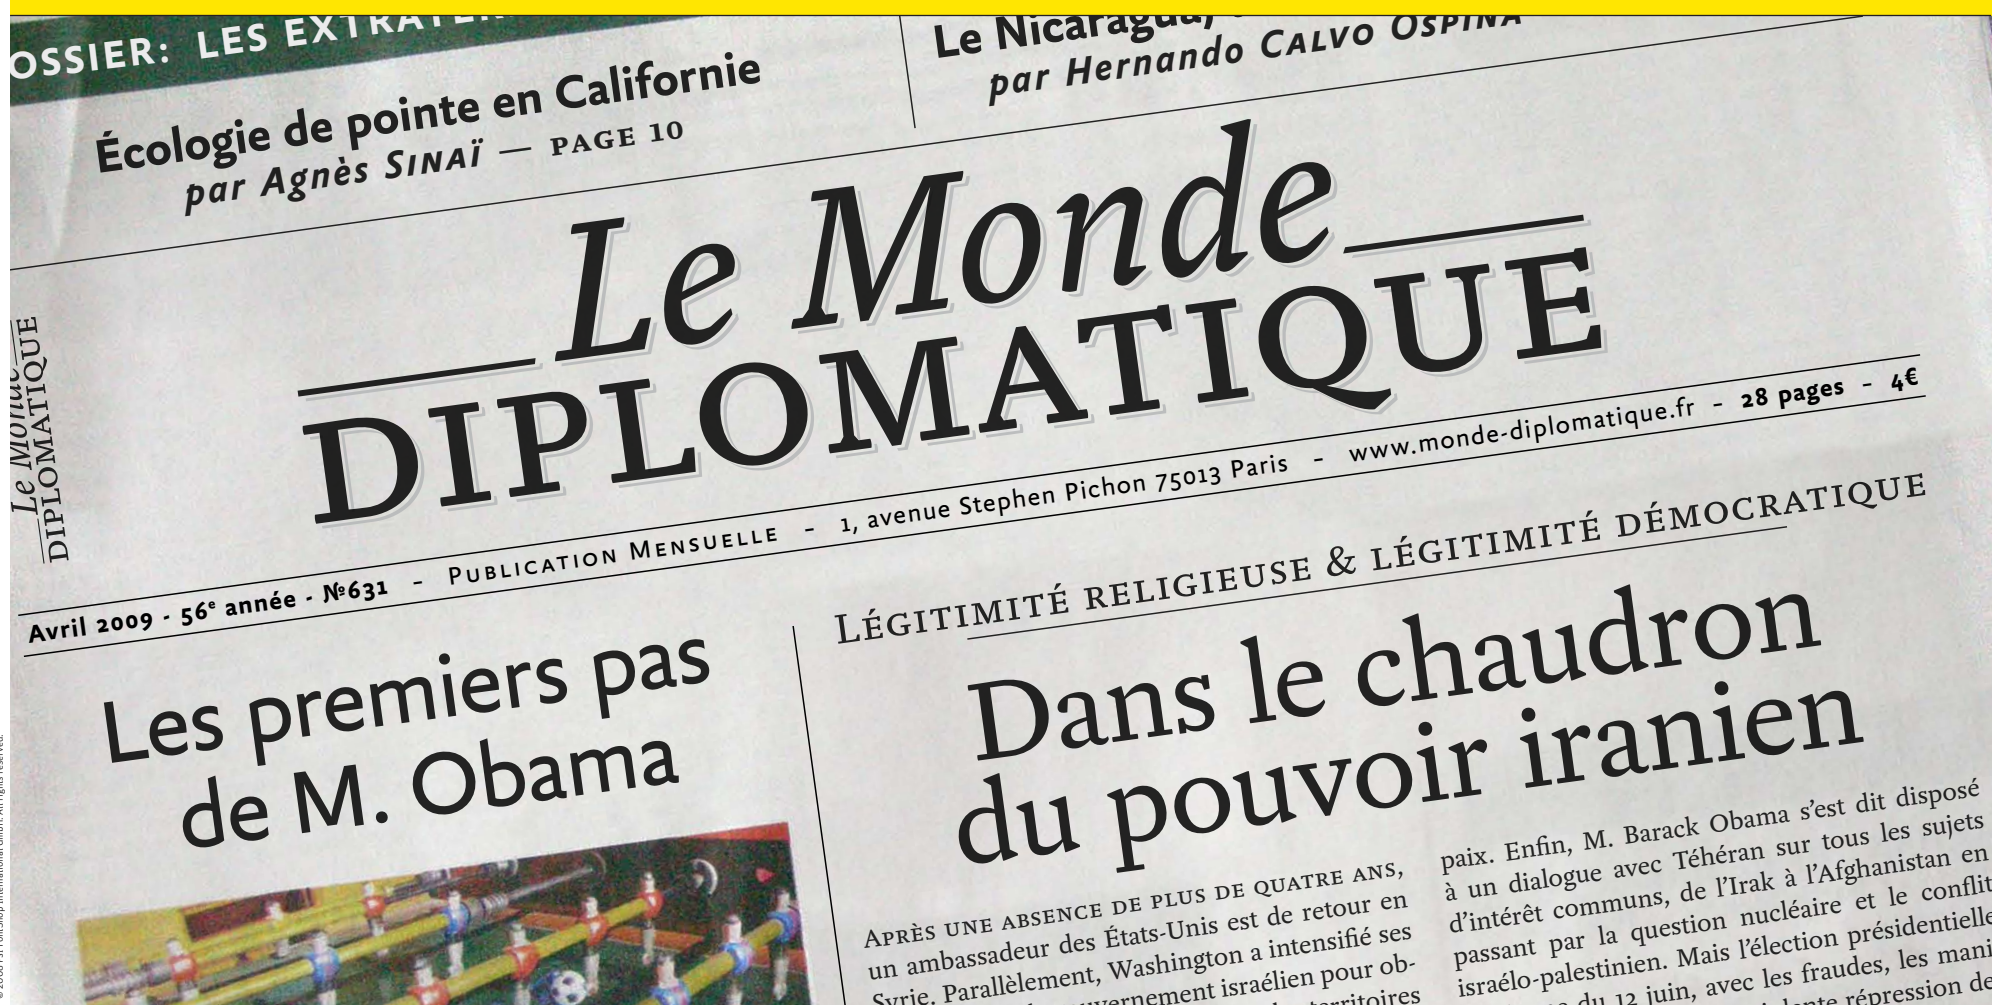 OSSIER: LES
Écologie de pointe en Californie
par Agnès SINAÏ — PAGE 10
Le Nicaragua,
par Hernando CALVO OSPINA
Le Monde
DIPLOMATIQUE
Le Monde
DIPLOMATIQUE
Avril 2009 - 56e année - №631 - PUBLICATION MENSUELLE - 1, avenue Stephen Pichon 75013 Paris - www.monde-diplomatique.fr - 28 pages - 4€
Les premiers pas
de M. Obama
LÉGITIMITÉ RELIGIEUSE & LÉGITIMITÉ DÉMOCRATIQUE
Dans le chaudron
du pouvoir iranien
APRÈS UNE ABSENCE DE PLUS DE QUATRE ANS,
un ambassadeur des États-Unis est de retour en
Syrie. Parallèlement, Washington a intensifié ses
israélien pour ob-
territoires
paix. Enfin, M. Barack Obama s'est dit disposé
à un dialogue avec Téhéran sur tous les sujets
d'intérêt communs, de l'Irak à l'Afghanistan en
passant par la question nucléaire et le conflit
israélo-palestinien. Mais l'élection présidentielle
du 12 juin, avec les fraudes, les mani
répression de